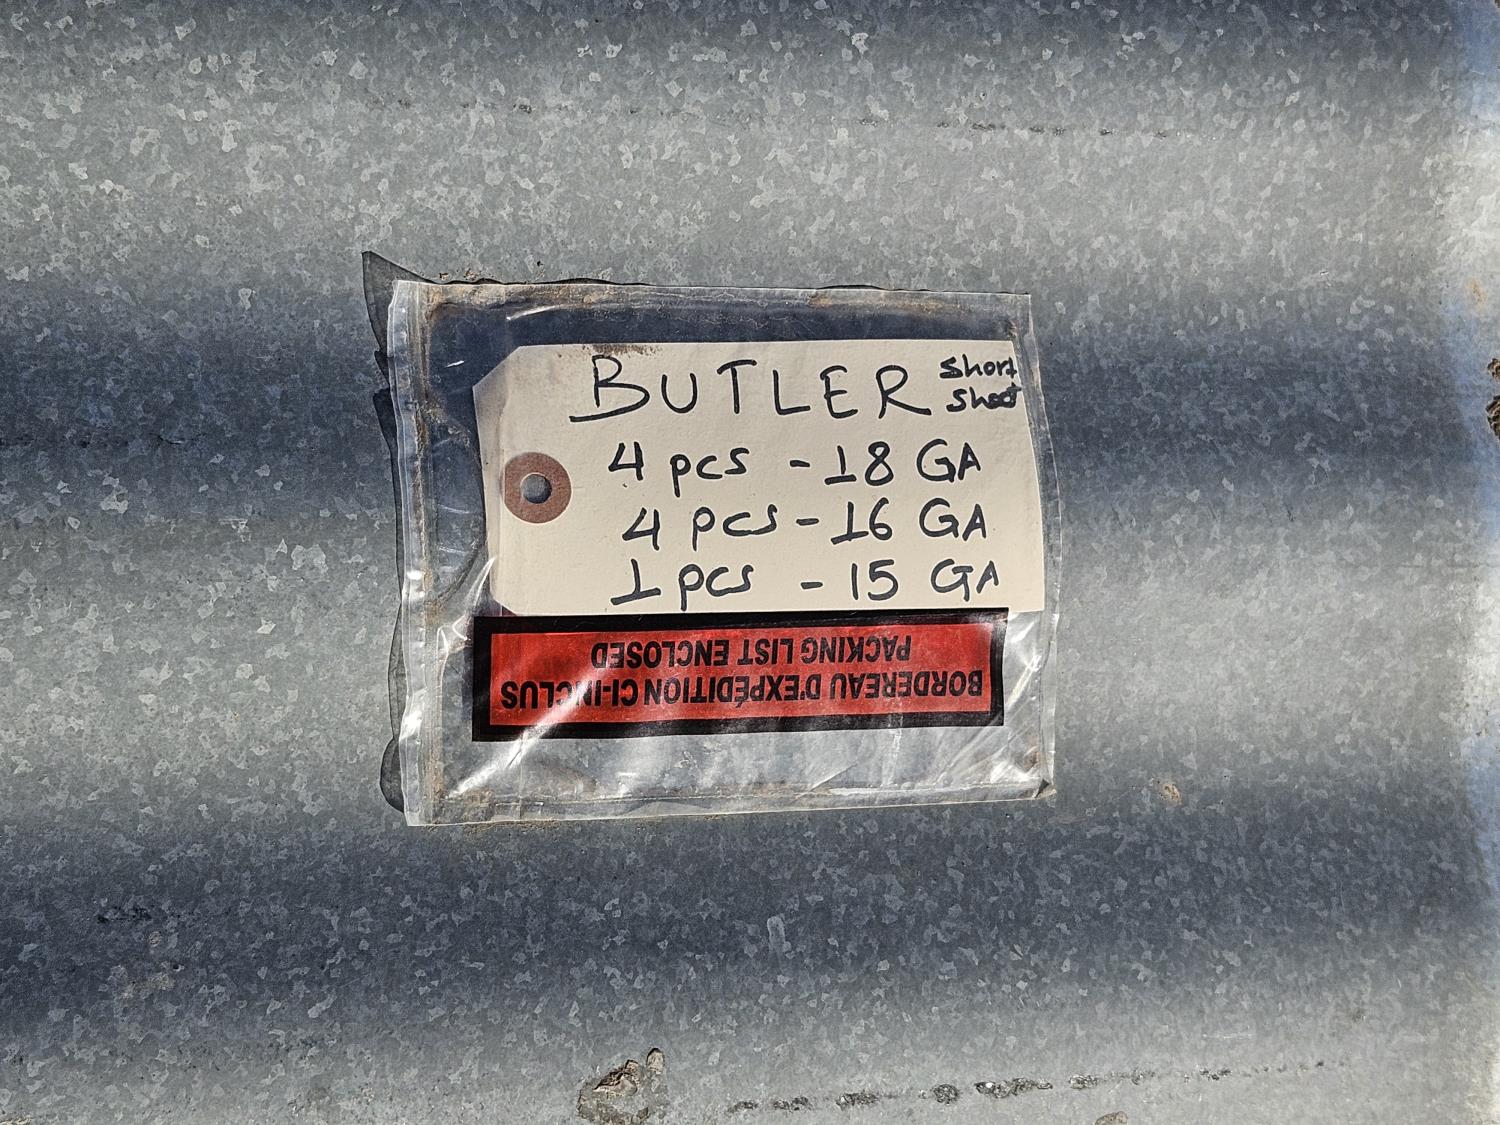 BUTLER short
sheet
4 pcs - 18 GA
4 pcs - 16 GA
1 pcs - 15 GA
BORDEREAU D'EXPÉDITION CI-INCLUS
PACKING LIST ENCLOSED